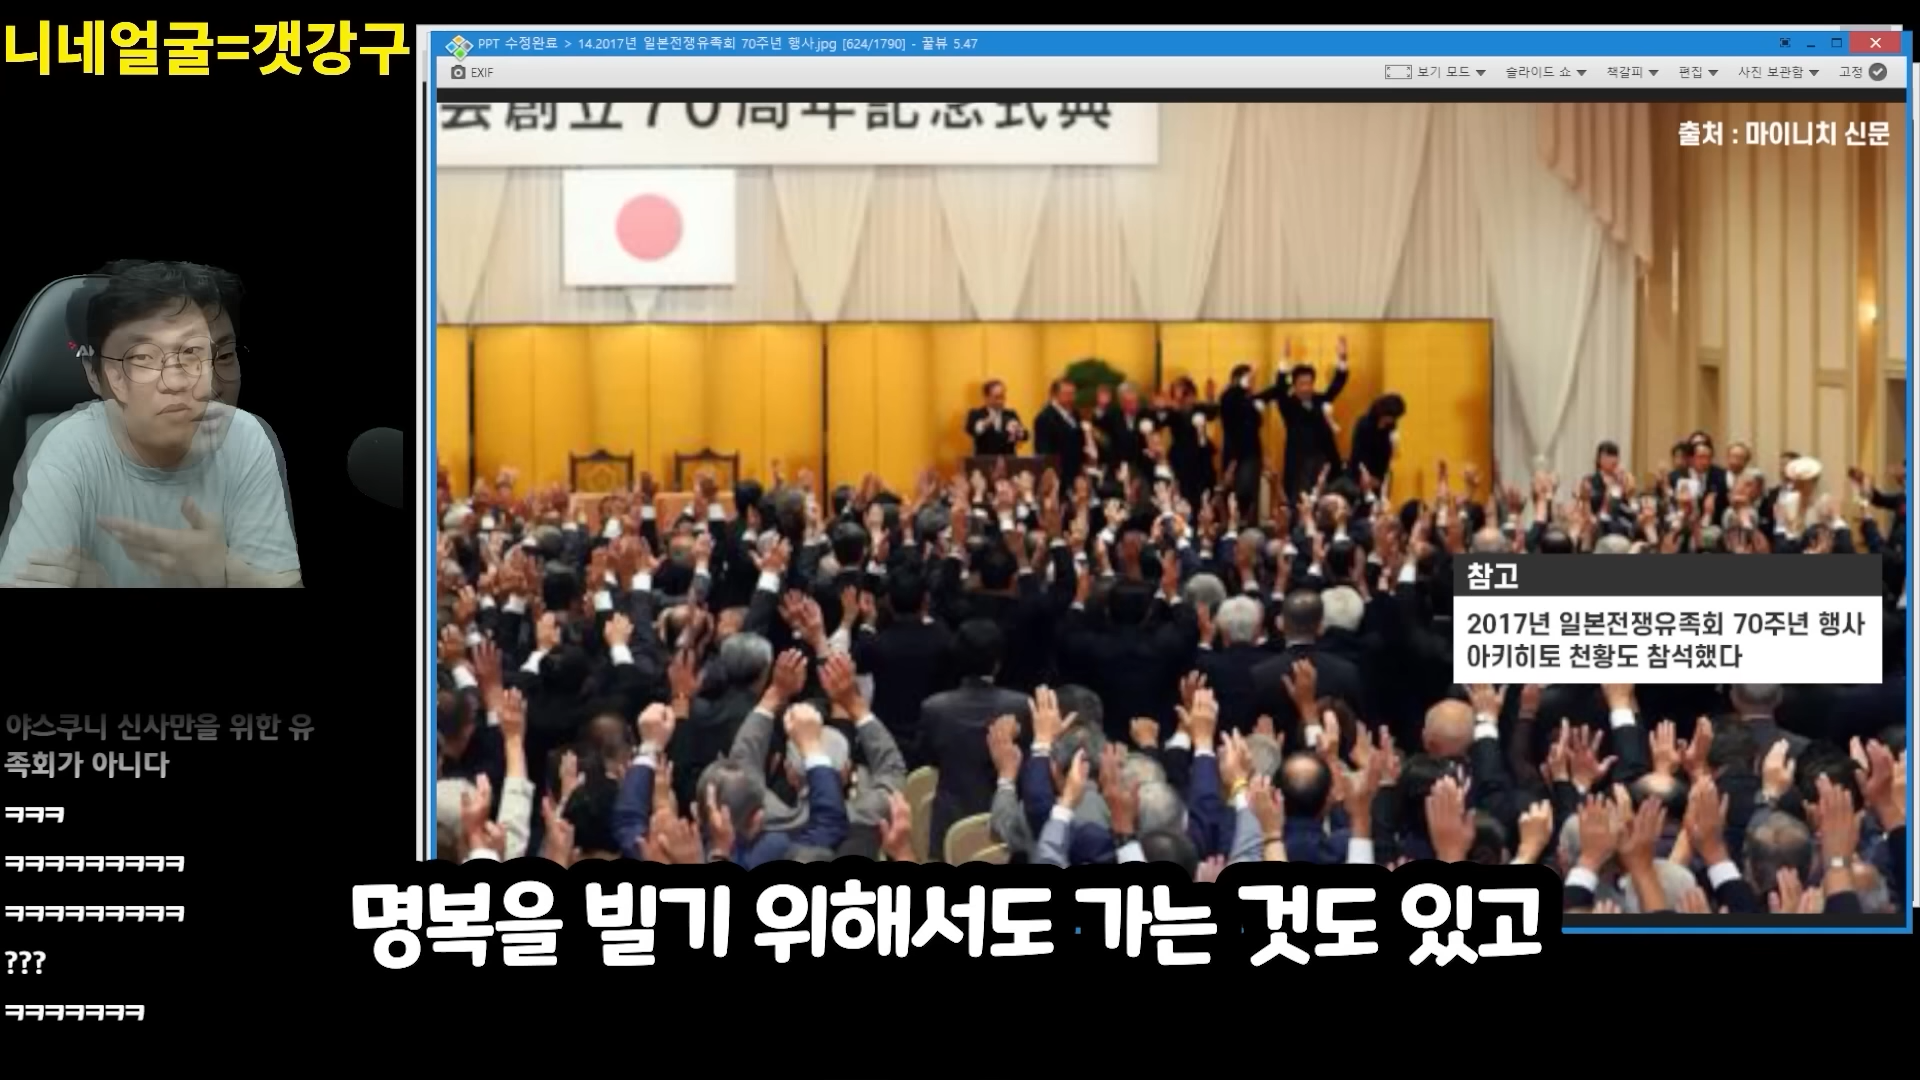 니네얼굴=갯강구
PPT 수정완료 > 14.2017년 일본전쟁유족회 70주년 행사.jpg [624/1790] - 꿀뷰 5.47
EXIF
보기 모드
슬라이드 쇼
책갈피
편집
사진 보관함
고정
会創立70周年記念式典
출처 : 마이니치 신문
참고
2017년 일본전쟁유족회 70주년 행사
아키히토 천황도 참석했다
야스쿠니 신사만을 위한 유
족회가 아니다
ㅋㅋㅋ
ㅋㅋㅋㅋㅋㅋㅋㅋㅋ
ㅋㅋㅋㅋㅋㅋㅋㅋㅋ
???
ㅋㅋㅋㅋㅋㅋㅋ
명복을 빌기 위해서도 가는 것도 있고